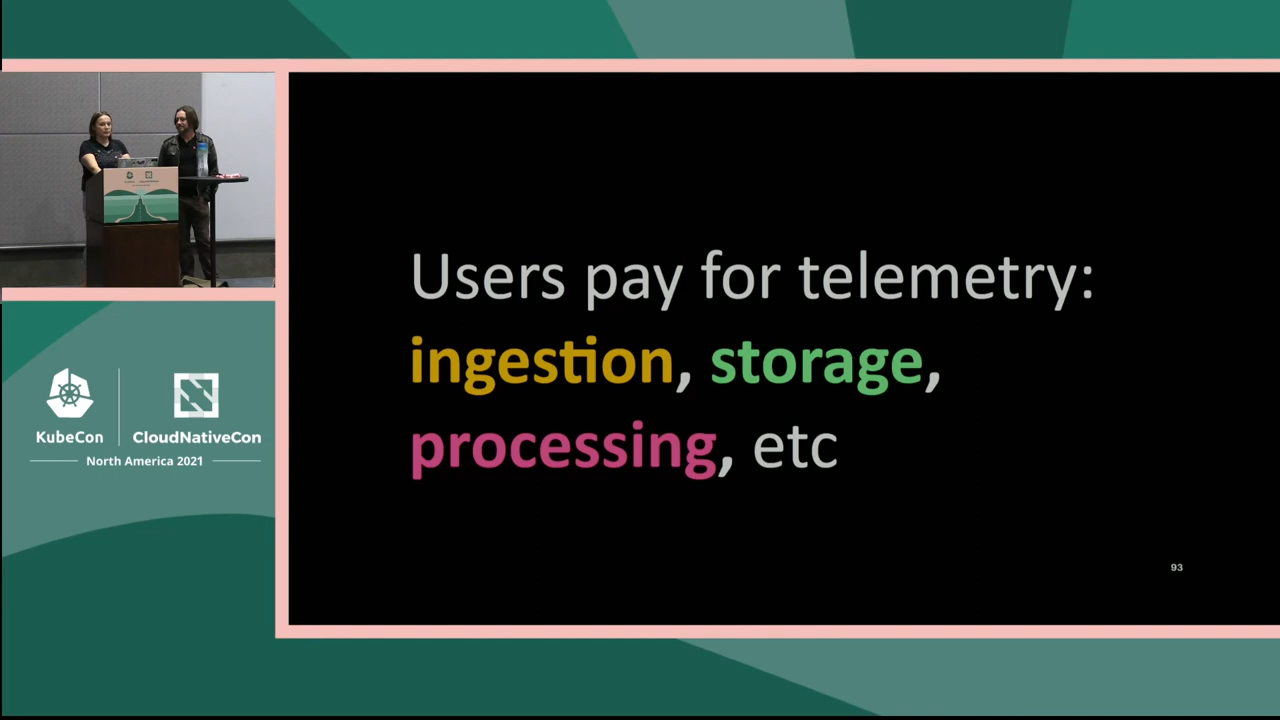 Users pay for telemetry:
ingestion, storage,
processing, etc
93
KubeCon
CloudNativeCon
North America 2021